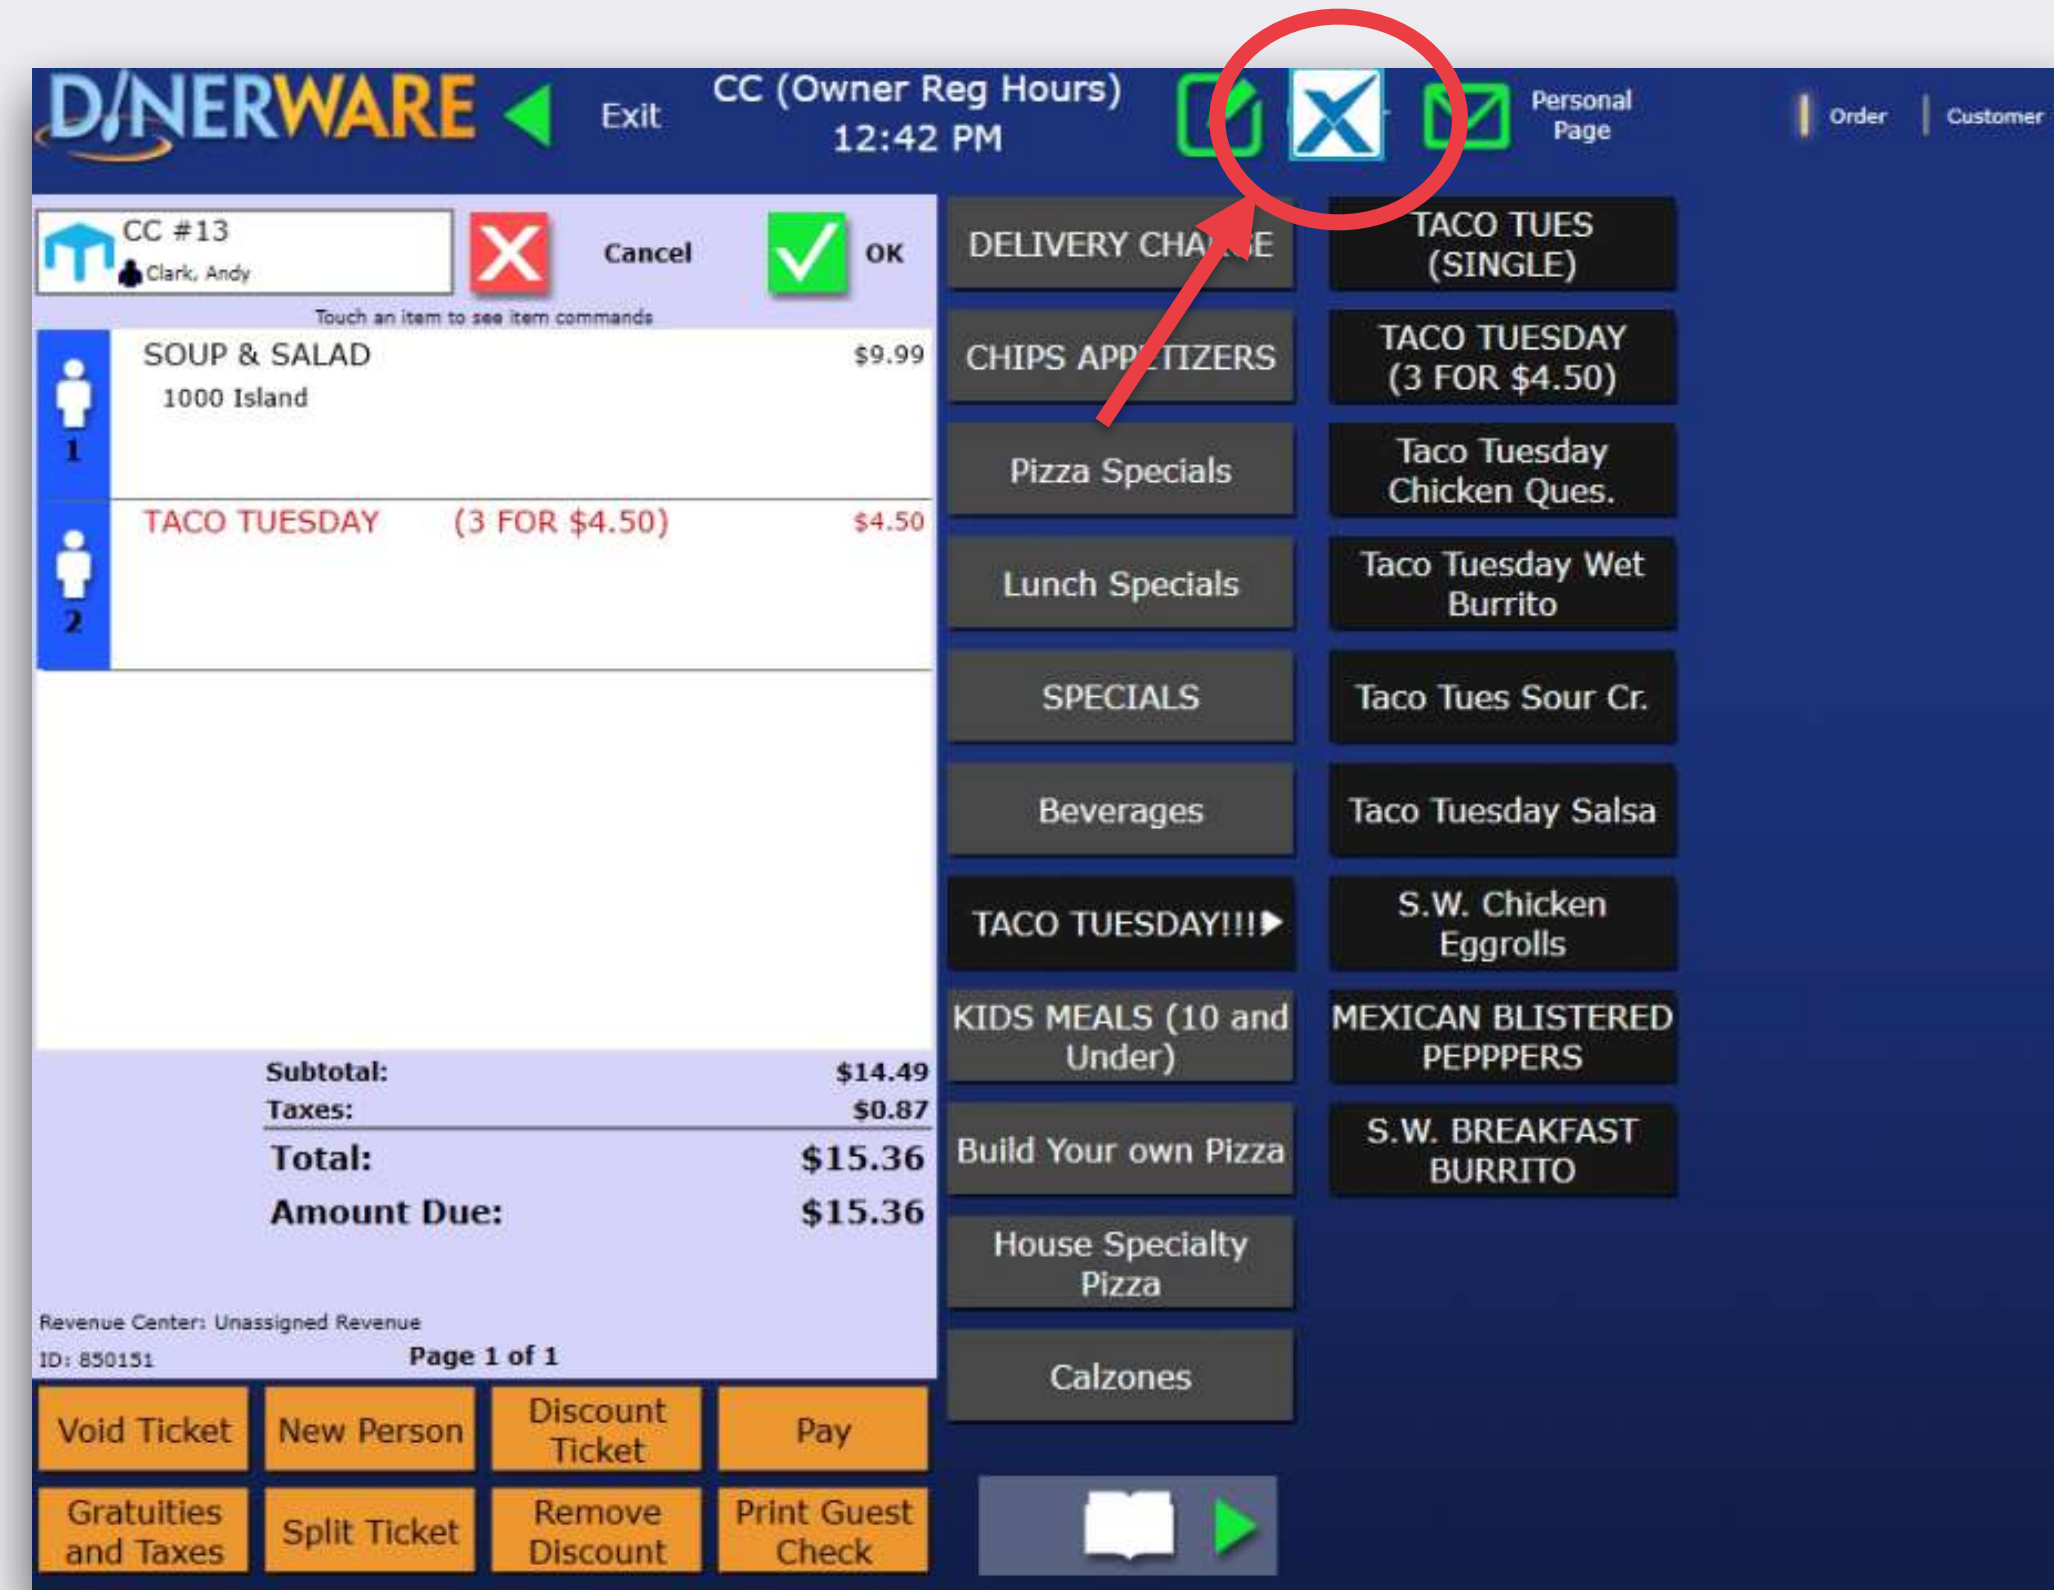 DINERWARE
Exit
CC (Owner Reg Hours)
12:42 PM
Personal
Page
Order
Customer
CC #13
Clark, Andy
Cancel
OK
Touch an item to see item commands
1
SOUP & SALAD $9.99
1000 Island
2
TACO TUESDAY (3 FOR $4.50) $4.50
Subtotal: $14.49
Taxes: $0.87
Total: $15.36
Amount Due: $15.36
Revenue Center: Unassigned Revenue
ID: 850151
Page 1 of 1
Void Ticket
New Person
Discount
Ticket
Pay
Gratuities
and Taxes
Split Ticket
Remove
Discount
Print Guest
Check
DELIVERY CHA E
CHIPS APPETIZERS
Pizza Specials
Lunch Specials
SPECIALS
Beverages
TACO TUESDAY!!!!
KIDS MEALS (10 and
Under)
Build Your own Pizza
House Specialty
Pizza
Calzones
TACO TUES
(SINGLE)
TACO TUESDAY
(3 FOR $4.50)
Taco Tuesday
Chicken Ques.
Taco Tuesday Wet
Burrito
Taco Tues Sour Cr.
Taco Tuesday Salsa
S.W. Chicken
Eggrolls
MEXICAN BLISTERED
PEPPPERS
S.W. BREAKFAST
BURRITO